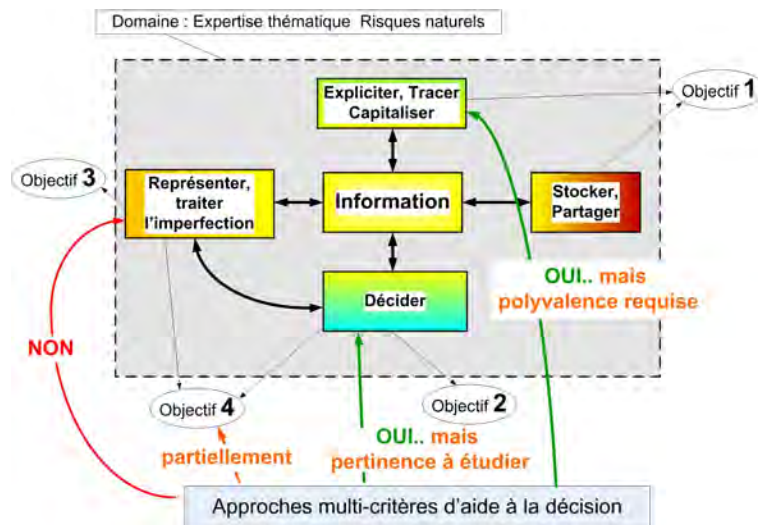 Domaine : Expertise thématique Risques naturels
Expliciter, Tracer
Capitaliser
Objectif 1
Objectif 3
Représenter,
traiter
l'imperfection
Information
Stocker,
Partager
OUI.. mais
polyvalence requise
Décider
NON
Objectif 4
Objectif 2
partiellement
OUI.. mais
pertinence à étudier
Approches multi-critères d'aide à la décision